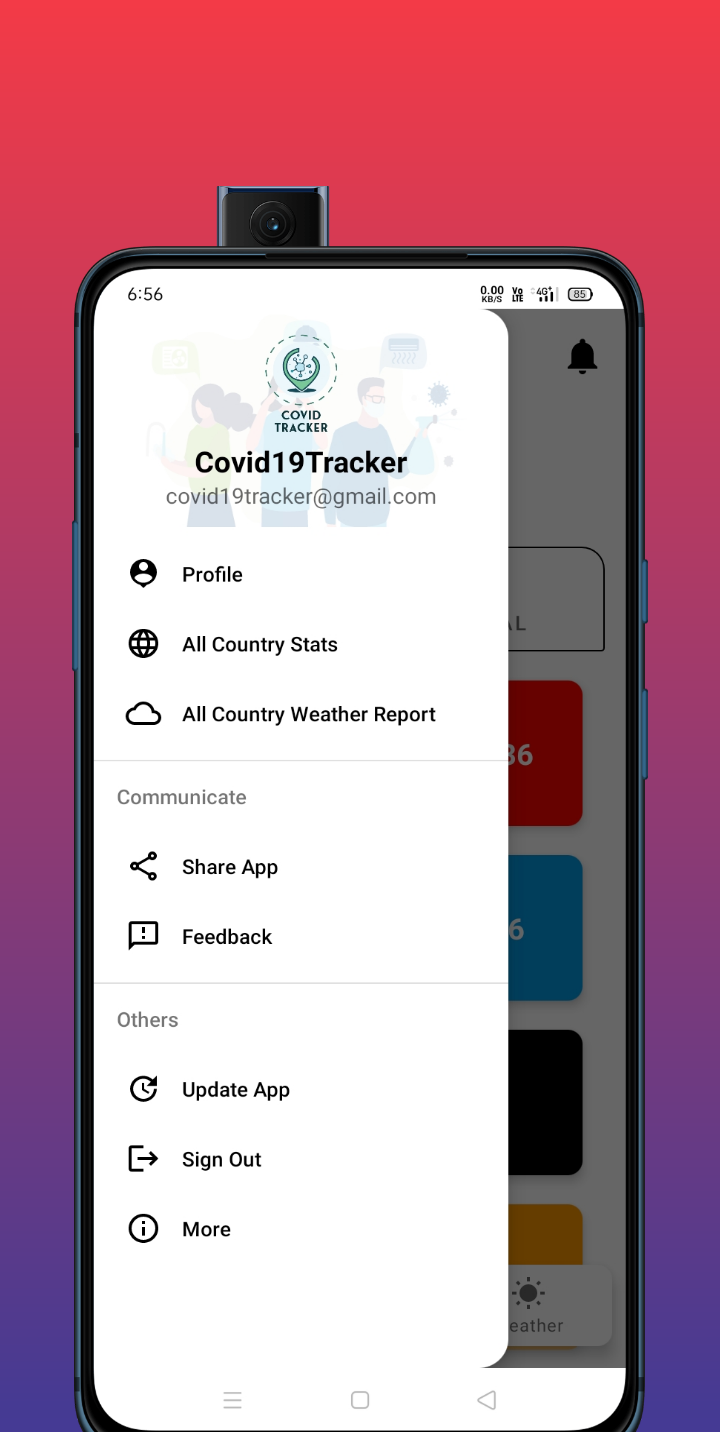 6:56
0.00
KB/S
Vo
LTE
4G+
85
COVID
TRACKER
Covid19Tracker
covid19tracker@gmail.com
Profile
AL
All Country Stats
All Country Weather Report
36
Communicate
Share App
Feedback
6
Others
Update App
Sign Out
More
eather